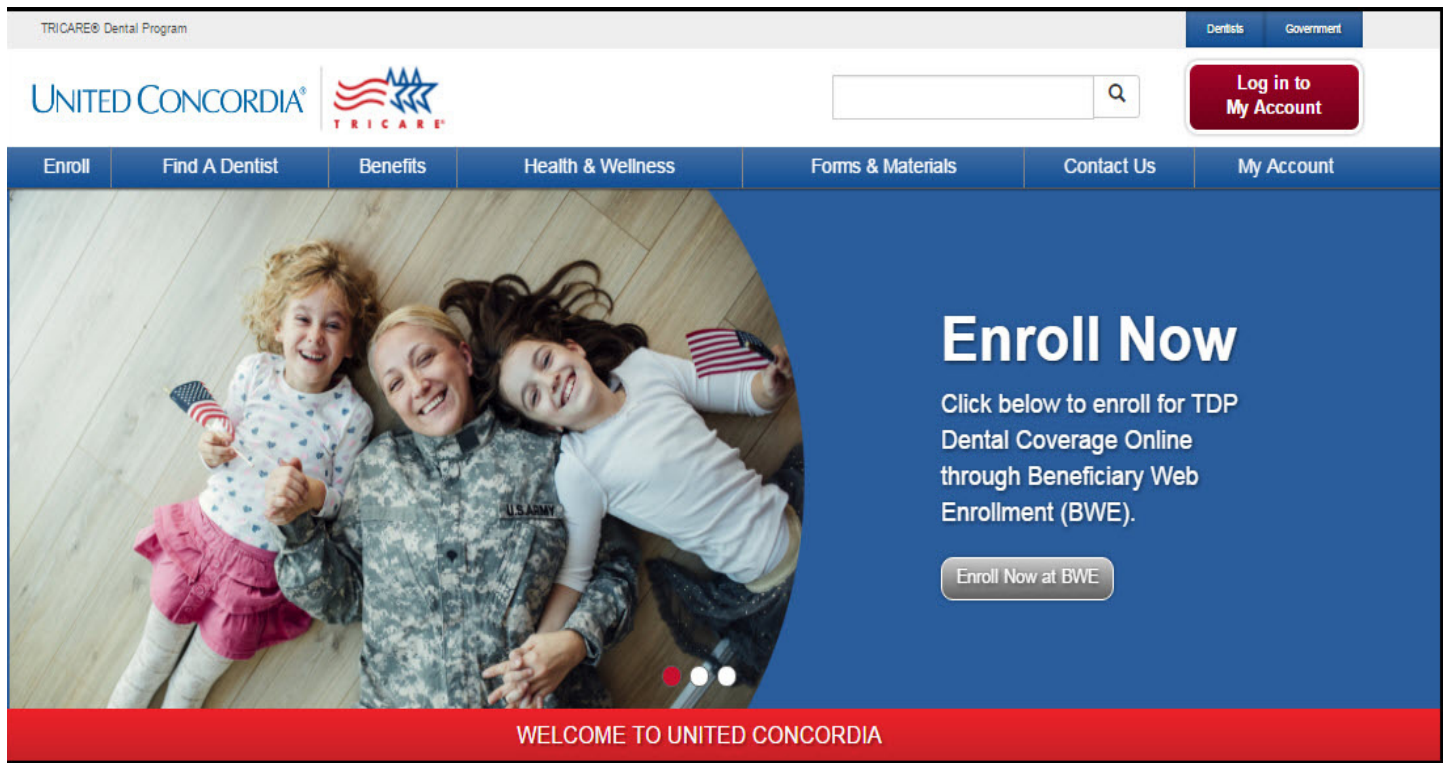 TRICARE® Dental Program
Dentists
Government
UNITED CONCORDIA®
TRICARE®
Log in to
My Account
Enroll
Find A Dentist
Benefits
Health & Wellness
Forms & Materials
Contact Us
My Account
Enroll Now
Click below to enroll for TDP
Dental Coverage Online
through Beneficiary Web
Enrollment (BWE).
Enroll Now at BWE
U.S.ARMY
WELCOME TO UNITED CONCORDIA